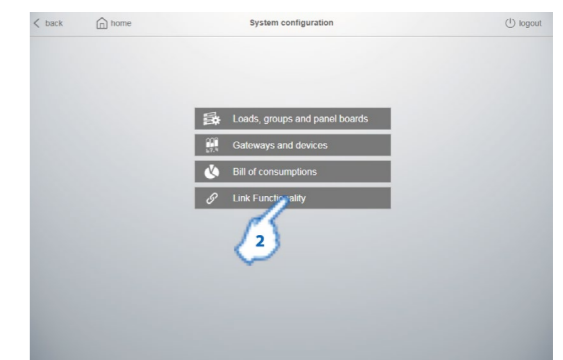 back home System configuration logout
Loads, groups and panel boards
Gateways and devices
Bill of consumptions
Link Functionality
2